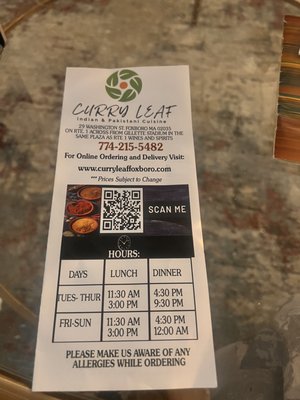 CURRY LEAF
Indian & Pakistani Cuisine
29 WASHINGTON ST. FOXBORO MA 02035
ON RTE. 1 ACROSS FROM GILLETTE STADIUM IN THE
SAME PLAZA AS RTE 1 WINES AND SPIRITS
774-215-5482
For Online Ordering and Delivery Visit:
www.curryleaffoxboro.com
*** Prices Subject to Change
SCAN ME
HOURS:
DAYS LUNCH DINNER
TUES- THUR 11:30 AM 4:30 PM
3:00 PM 9:30 PM
FRI-SUN 11:30 AM 4:30 PM
3:00 PM 12:00 AM
PLEASE MAKE US AWARE OF ANY
ALLERGIES WHILE ORDERING